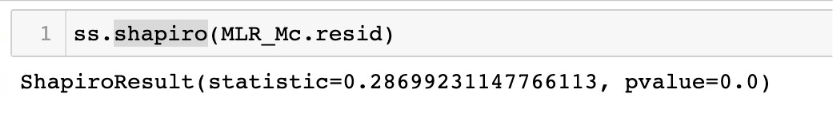 1 ss.shapiro(MLR_Mc.resid)
ShapiroResult(statistic=0.28699231147766113, pvalue=0.0)